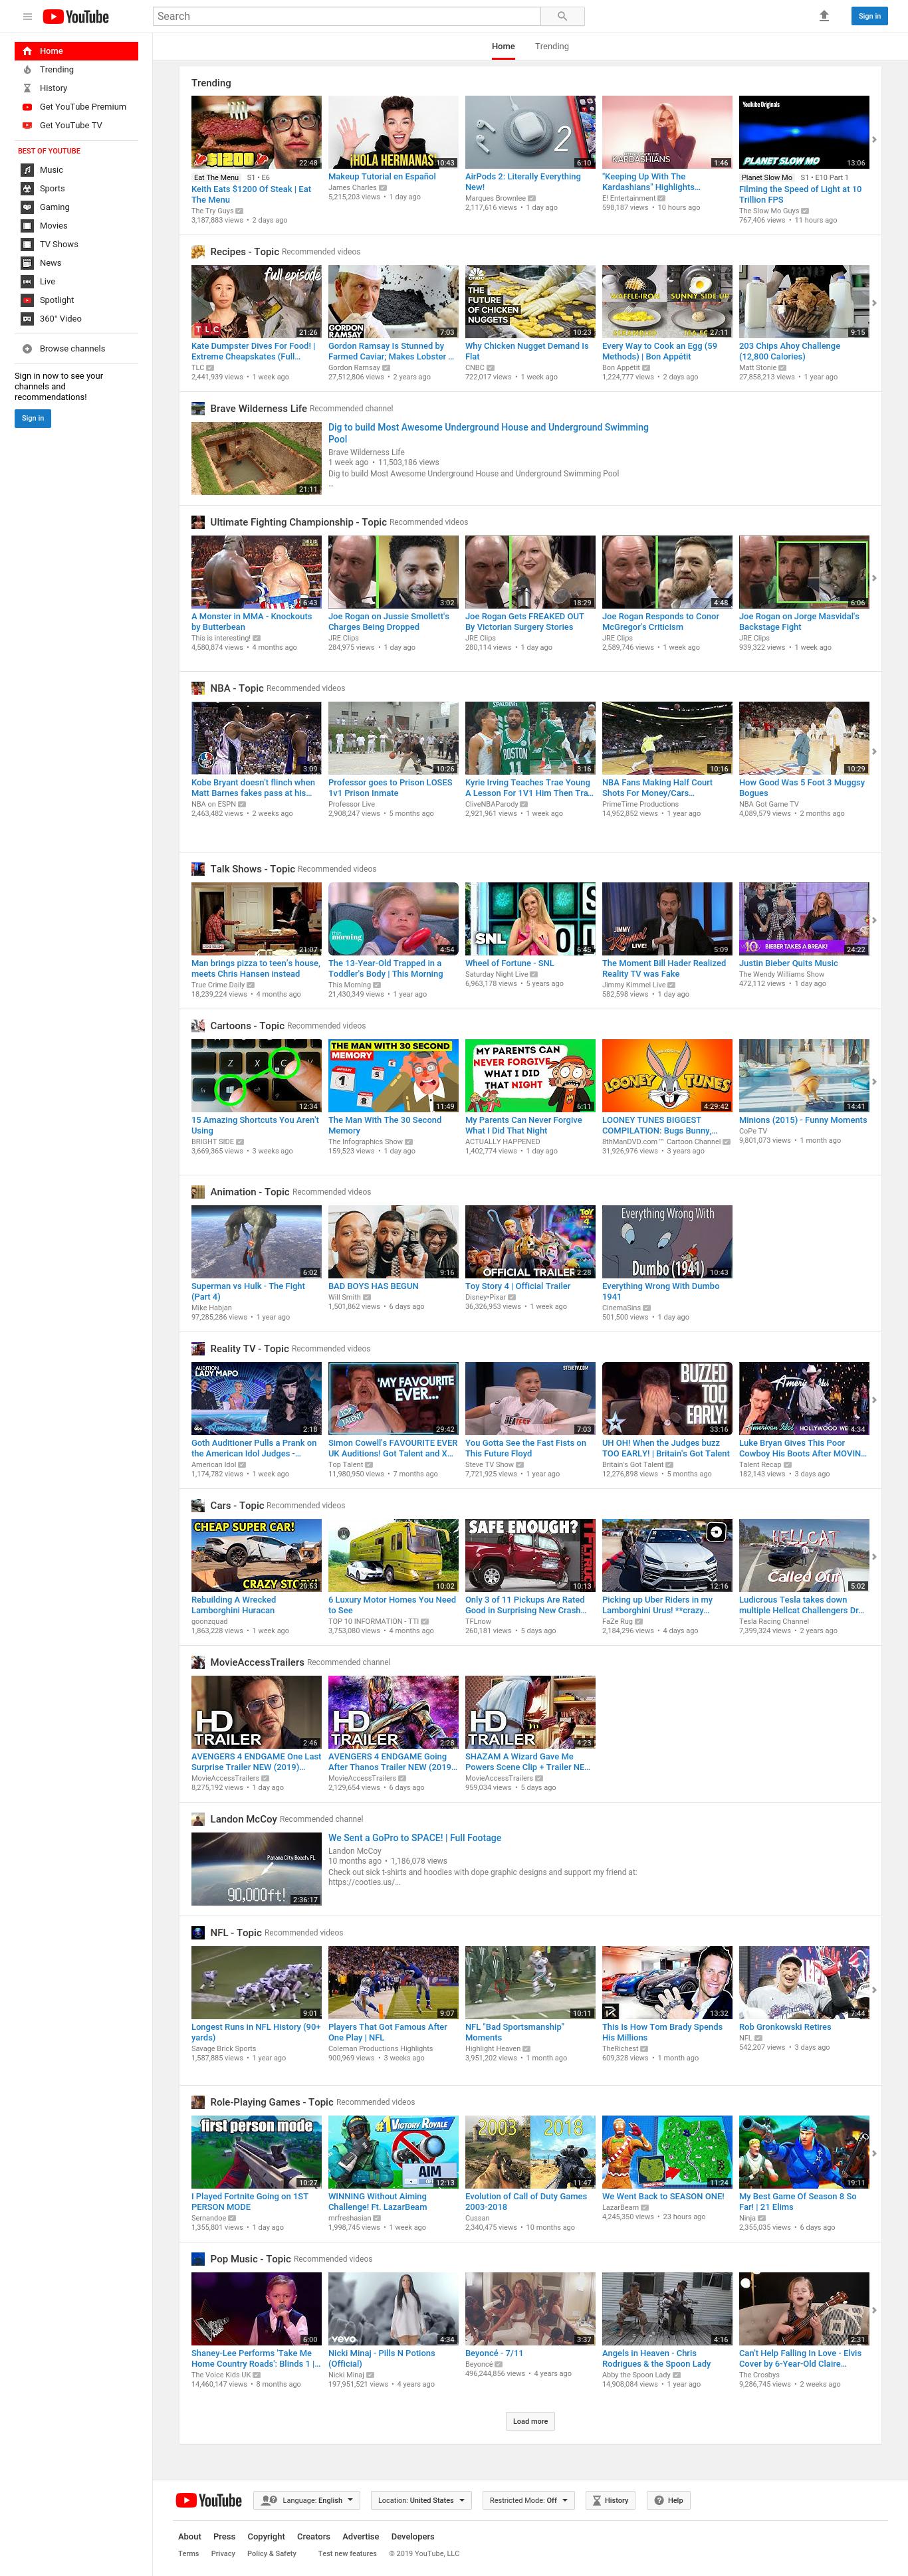 YouTube
Search
Sign in
Home
Trending
History
Get YouTube Premium
Get YouTube TV
BEST OF YOUTUBE
Music
Sports
Gaming
Movies
TV Shows
News
Live
Spotlight
360° Video
Browse channels
Sign in now to see your
channels and
recommendations!
Sign in
Home Trending
Trending
$1200 22:48
Eat The Menu S1 • E6
Keith Eats $1200 Of Steak | Eat
The Menu
The Try Guys
3,187,883 views • 2 days ago
¡HOLA HERMANAS 10:43
Makeup Tutorial en Español
James Charles
5,215,203 views • 1 day ago
2 6:10
AirPods 2: Literally Everything
New!
Marques Brownlee
2,117,616 views • 1 day ago
KARDASHIANS 1:46
"Keeping Up With The
Kardashians" Highlights...
E! Entertainment
598,187 views • 10 hours ago
YouTube Originals
PLANET SLOW MO 13:06
Planet Slow Mo S1 • E10 Part 1
Filming the Speed of Light at 10
Trillion FPS
The Slow Mo Guys
767,406 views • 11 hours ago
Recipes - Topic Recommended videos
full episode
TLC 21:26
Kate Dumpster Dives For Food! |
Extreme Cheapskates (Full...
TLC
2,441,939 views • 1 week ago
GORDON
RAMSAY 7:03
Gordon Ramsay Is Stunned by
Farmed Caviar; Makes Lobster ...
Gordon Ramsay
27,512,806 views • 2 years ago
CNBC
THE
FUTURE
OF CHICKEN
NUGGETS 10:23
Why Chicken Nugget Demand Is
Flat
CNBC
722,017 views • 1 week ago
WAFFLE-IRON SUNNY SIDE UP
27:11
Every Way to Cook an Egg (59
Methods) | Bon Appétit
Bon Appétit
1,224,777 views • 2 days ago
9:15
203 Chips Ahoy Challenge
(12,800 Calories)
Matt Stonie
27,858,213 views • 1 year ago
Brave Wilderness Life Recommended channel
21:11
Dig to build Most Awesome Underground House and Underground Swimming
Pool
Brave Wilderness Life
1 week ago • 11,503,186 views
Dig to build Most Awesome Underground House and Underground Swimming Pool
...
Ultimate Fighting Championship - Topic Recommended videos
6:43
A Monster in MMA - Knockouts
by Butterbean
This is interesting!
4,580,874 views • 4 months ago
3:02
Joe Rogan on Jussie Smollett's
Charges Being Dropped
JRE Clips
284,975 views • 1 day ago
18:29
Joe Rogan Gets FREAKED OUT
By Victorian Surgery Stories
JRE Clips
280,114 views • 1 day ago
4:48
Joe Rogan Responds to Conor
McGregor's Criticism
JRE Clips
2,589,746 views • 1 week ago
6:06
Joe Rogan on Jorge Masvidal's
Backstage Fight
JRE Clips
939,322 views • 1 week ago
NBA - Topic Recommended videos
3:09
Kobe Bryant doesn't flinch when
Matt Barnes fakes pass at his...
NBA on ESPN
2,463,482 views • 2 weeks ago
10:26
Professor goes to Prison LOSES
1v1 Prison Inmate
Professor Live
2,908,247 views • 5 months ago
BOSTON
11 3:16
Kyrie Irving Teaches Trae Young
A Lesson For 1V1 Him Then Tra...
CliveNBAParody
2,921,961 views • 1 week ago
10:16
NBA Fans Making Half Court
Shots For Money/Cars...
PrimeTime Productions
14,952,852 views • 1 year ago
10:29
How Good Was 5 Foot 3 Muggsy
Bogues
NBA Got Game TV
4,089,579 views • 2 months ago
Talk Shows - Topic Recommended videos
21:07
Man brings pizza to teen's house,
meets Chris Hansen instead
True Crime Daily
18,239,224 views • 4 months ago
this
morning 4:54
The 13-Year-Old Trapped in a
Toddler's Body | This Morning
This Morning
21,430,349 views • 1 year ago
SNL 6:45
Wheel of Fortune - SNL
Saturday Night Live
6,963,178 views • 5 years ago
JIMMY
KIMMEL
LIVE! 5:09
The Moment Bill Hader Realized
Reality TV was Fake
Jimmy Kimmel Live
582,598 views • 1 day ago
10 BIEBER TAKES A BREAK!
24:22
Justin Bieber Quits Music
The Wendy Williams Show
472,112 views • 1 day ago
Cartoons - Topic Recommended videos
Z X C V
12:34
15 Amazing Shortcuts You Aren't
Using
BRIGHT SIDE
3,669,365 views • 3 weeks ago
THE MAN WITH 30 SECOND
MEMORY
1 5 8 11:49
The Man With The 30 Second
Memory
The Infographics Show
159,523 views • 1 day ago
MY PARENTS CAN
NEVER FORGIVE
WHAT I DID
THAT NIGHT
6:11
My Parents Can Never Forgive
What I Did That Night
ACTUALLY HAPPENED
1,402,774 views • 1 day ago
LOONEY TUNES
4:29:42
LOONEY TUNES BIGGEST
COMPILATION: Bugs Bunny,...
8thManDVD.com™ Cartoon Channel
31,926,976 views • 3 years ago
14:41
Minions (2015) - Funny Moments
CoPe TV
9,801,073 views • 1 month ago
Animation - Topic Recommended videos
6:02
Superman vs Hulk - The Fight
(Part 4)
Mike Habjan
97,285,286 views • 1 year ago
9:16
BAD BOYS HAS BEGUN
Will Smith
1,501,862 views • 6 days ago
TOY
STORY
4
OFFICIAL TRAILER 2:28
Toy Story 4 | Official Trailer
Disney•Pixar
36,326,953 views • 1 week ago
Everything Wrong With
Dumbo (1941)
10:43
Everything Wrong With Dumbo
1941
CinemaSins
501,500 views • 1 day ago
Reality TV - Topic Recommended videos
AUDITION
LADY MAPO
American Idol 2:18
Goth Auditioner Pulls a Prank on
the American Idol Judges -...
American Idol
1,174,782 views • 1 week ago
'MY FAVOURITE
EVER...'
TOP
TALENT 29:42
Simon Cowell's FAVOURITE EVER
UK Auditions! Got Talent and X...
Top Talent
11,980,950 views • 7 months ago
STEVETV.COM
7:03
You Gotta See the Fast Fists on
This Future Floyd
Steve TV Show
7,721,925 views • 1 year ago
BUZZED
TOO
EARLY!
33:16
UH OH! When the Judges buzz
TOO EARLY! | Britain's Got Talent
Britain's Got Talent
12,276,898 views • 5 months ago
American Idol
American Idol HOLLYWOOD WE 4:34
Luke Bryan Gives This Poor
Cowboy His Boots After MOVIN...
Talent Recap
182,143 views • 3 days ago
Cars - Topic Recommended videos
CHEAP SUPER CAR!
CRAZY STORY!
20:53
Rebuilding A Wrecked
Lamborghini Huracan
goonzquad
1,863,228 views • 1 week ago
10:02
6 Luxury Motor Homes You Need
to See
TOP 10 INFORMATION - TTI
3,753,080 views • 4 months ago
SAFE ENOUGH?
10:13
Only 3 of 11 Pickups Are Rated
Good in Surprising New Crash...
TFLnow
260,181 views • 5 days ago
12:16
Picking up Uber Riders in my
Lamborghini Urus! **crazy...
FaZe Rug
2,184,296 views • 4 days ago
HELLCAT
Called Out
5:02
Ludicrous Tesla takes down
multiple Hellcat Challengers Dr...
Tesla Racing Channel
7,399,324 views • 2 years ago
MovieAccessTrailers Recommended channel
HD
TRAILER 2:46
AVENGERS 4 ENDGAME One Last
Surprise Trailer NEW (2019)...
MovieAccessTrailers
8,275,192 views • 1 day ago
HD
TRAILER 2:28
AVENGERS 4 ENDGAME Going
After Thanos Trailer NEW (2019...
MovieAccessTrailers
2,129,654 views • 6 days ago
HD
TRAILER 4:23
SHAZAM A Wizard Gave Me
Powers Scene Clip + Trailer NE...
MovieAccessTrailers
959,034 views • 5 days ago
Landon McCoy Recommended channel
Panama City Beach, FL
90,000ft! 2:36:17
We Sent a GoPro to SPACE! | Full Footage
Landon McCoy
10 months ago • 1,186,078 views
Check out sick t-shirts and hoodies with dope graphic designs and support my friend at:
https://cooties.us/...
NFL - Topic Recommended videos
9:01
Longest Runs in NFL History (90+
yards)
Savage Brick Sports
1,587,885 views • 1 year ago
9:07
Players That Got Famous After
One Play | NFL
Coleman Productions Highlights
900,969 views • 3 weeks ago
10:11
NFL "Bad Sportsmanship"
Moments
Highlight Heaven
3,951,202 views • 1 month ago
13:32
This Is How Tom Brady Spends
His Millions
TheRichest
609,328 views • 1 month ago
7:44
Rob Gronkowski Retires
NFL
542,207 views • 3 days ago
Role-Playing Games - Topic Recommended videos
first person mode
10:27
I Played Fortnite Going on 1ST
PERSON MODE
Sernandoe
1,355,801 views • 1 day ago
#1 VICTORY ROYALE
AIM
12:13
WINNING Without Aiming
Challenge! Ft. LazarBeam
mrfreshasian
1,998,745 views • 1 week ago
2003 2018
11:47
Evolution of Call of Duty Games
2003-2018
Cussan
2,340,475 views • 10 months ago
11:24
We Went Back to SEASON ONE!
LazarBeam
4,245,350 views • 23 hours ago
19:11
My Best Game Of Season 8 So
Far! | 21 Elims
Ninja
2,355,035 views • 6 days ago
Pop Music - Topic Recommended videos
6:00
Shaney-Lee Performs 'Take Me
Home Country Roads': Blinds 1 |...
The Voice Kids UK
14,460,147 views • 8 months ago
vevo 4:34
Nicki Minaj - Pills N Potions
(Official)
Nicki Minaj
197,951,521 views • 4 years ago
3:37
Beyoncé - 7/11
Beyoncé
496,244,856 views • 4 years ago
4:16
Angels in Heaven - Chris
Rodrigues & the Spoon Lady
Abby the Spoon Lady
14,908,084 views • 1 year ago
2:31
Can't Help Falling In Love - Elvis
Cover by 6-Year-Old Claire...
The Crosbys
9,286,745 views • 2 weeks ago
Load more
YouTube Language: English Location: United States Restricted Mode: Off History Help
About Press Copyright Creators Advertise Developers
Terms Privacy Policy & Safety Test new features © 2019 YouTube, LLC